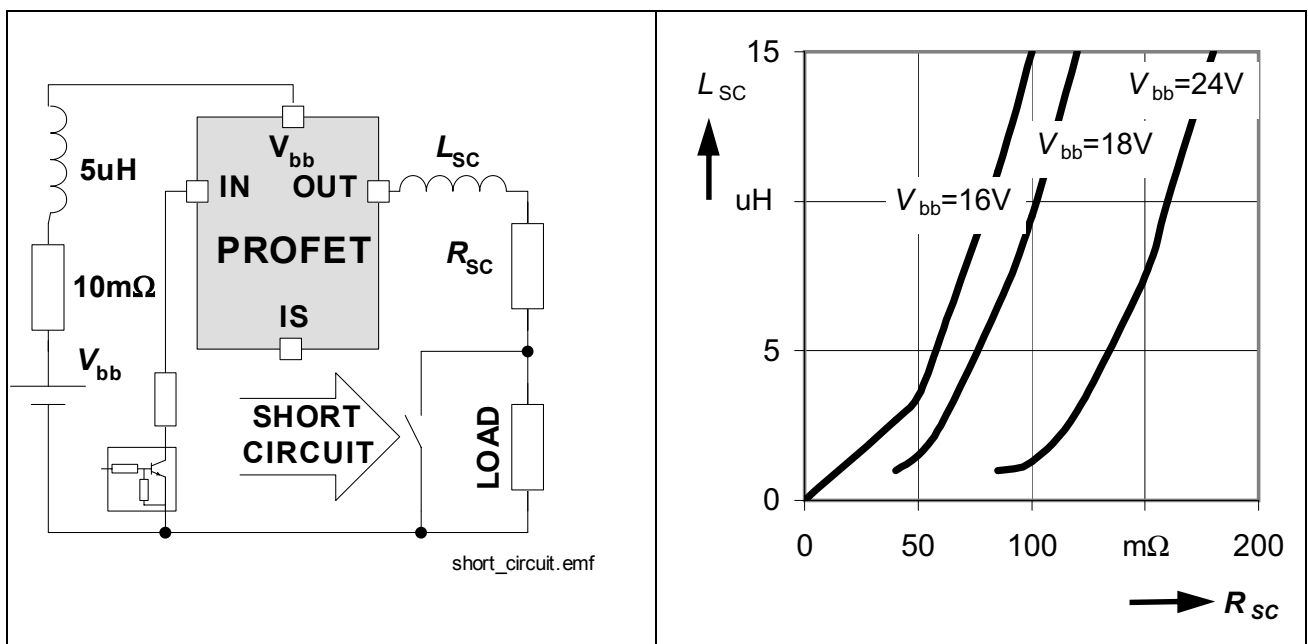 5uH
10mΩ
V bb
V bb
IN
OUT
PROFET
IS
L SC
R SC
SHORT
CIRCUIT
LOAD
short_circuit.emf
15
L SC
uH
5
0
V bb=24V
V bb=18V
V bb=16V
0 50 100 mΩ 200
R SC